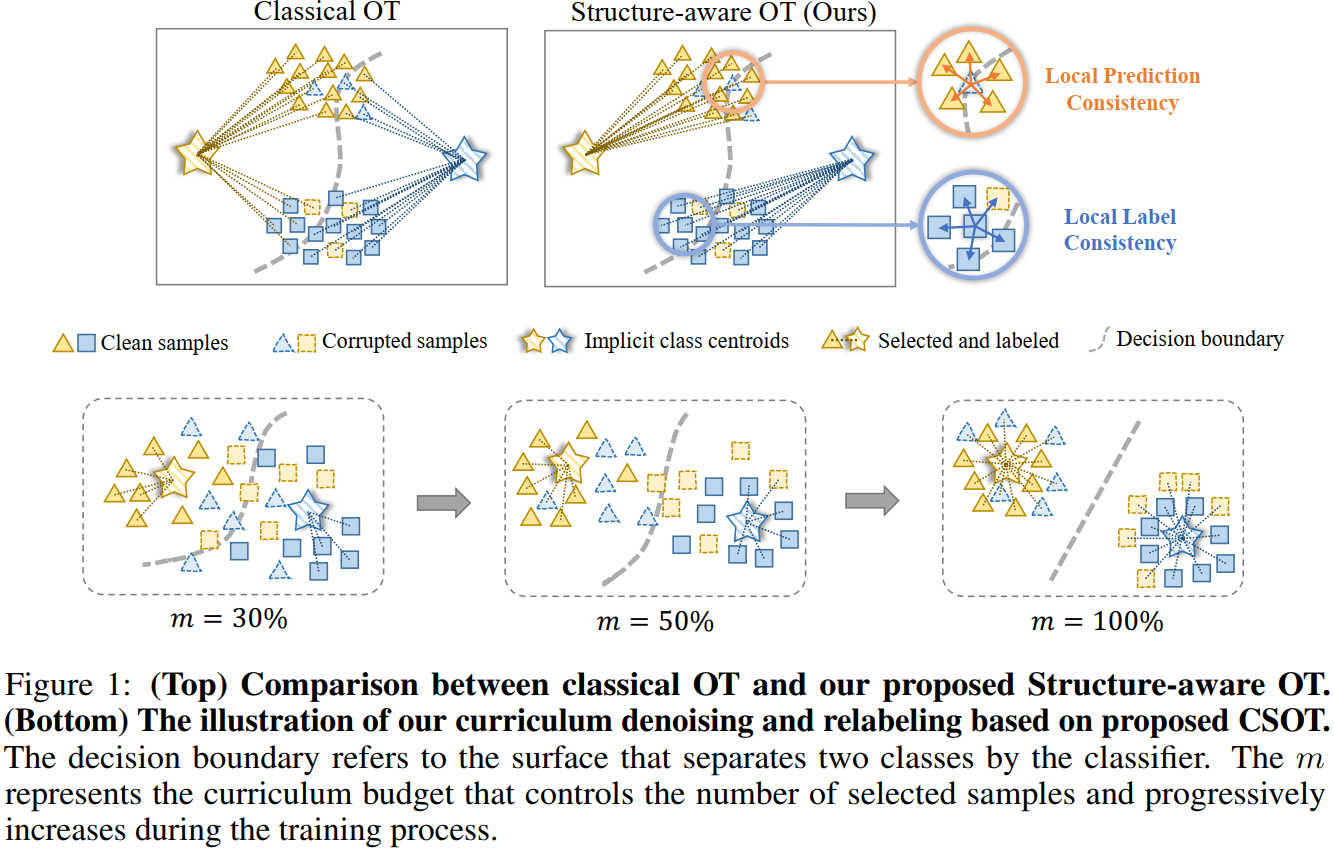 Classical OT
Structure-aware OT (Ours)
Local Prediction
Consistency
Local Label
Consistency
Clean samples
Corrupted samples
Implicit class centroids
Selected and labeled
Decision boundary
m = 30%
m = 50%
m = 100%
Figure 1: (Top) Comparison between classical OT and our proposed Structure-aware OT.
(Bottom) The illustration of our curriculum denoising and relabeling based on proposed CSOT.
The decision boundary refers to the surface that separates two classes by the classifier. The m
represents the curriculum budget that controls the number of selected samples and progressively
increases during the training process.